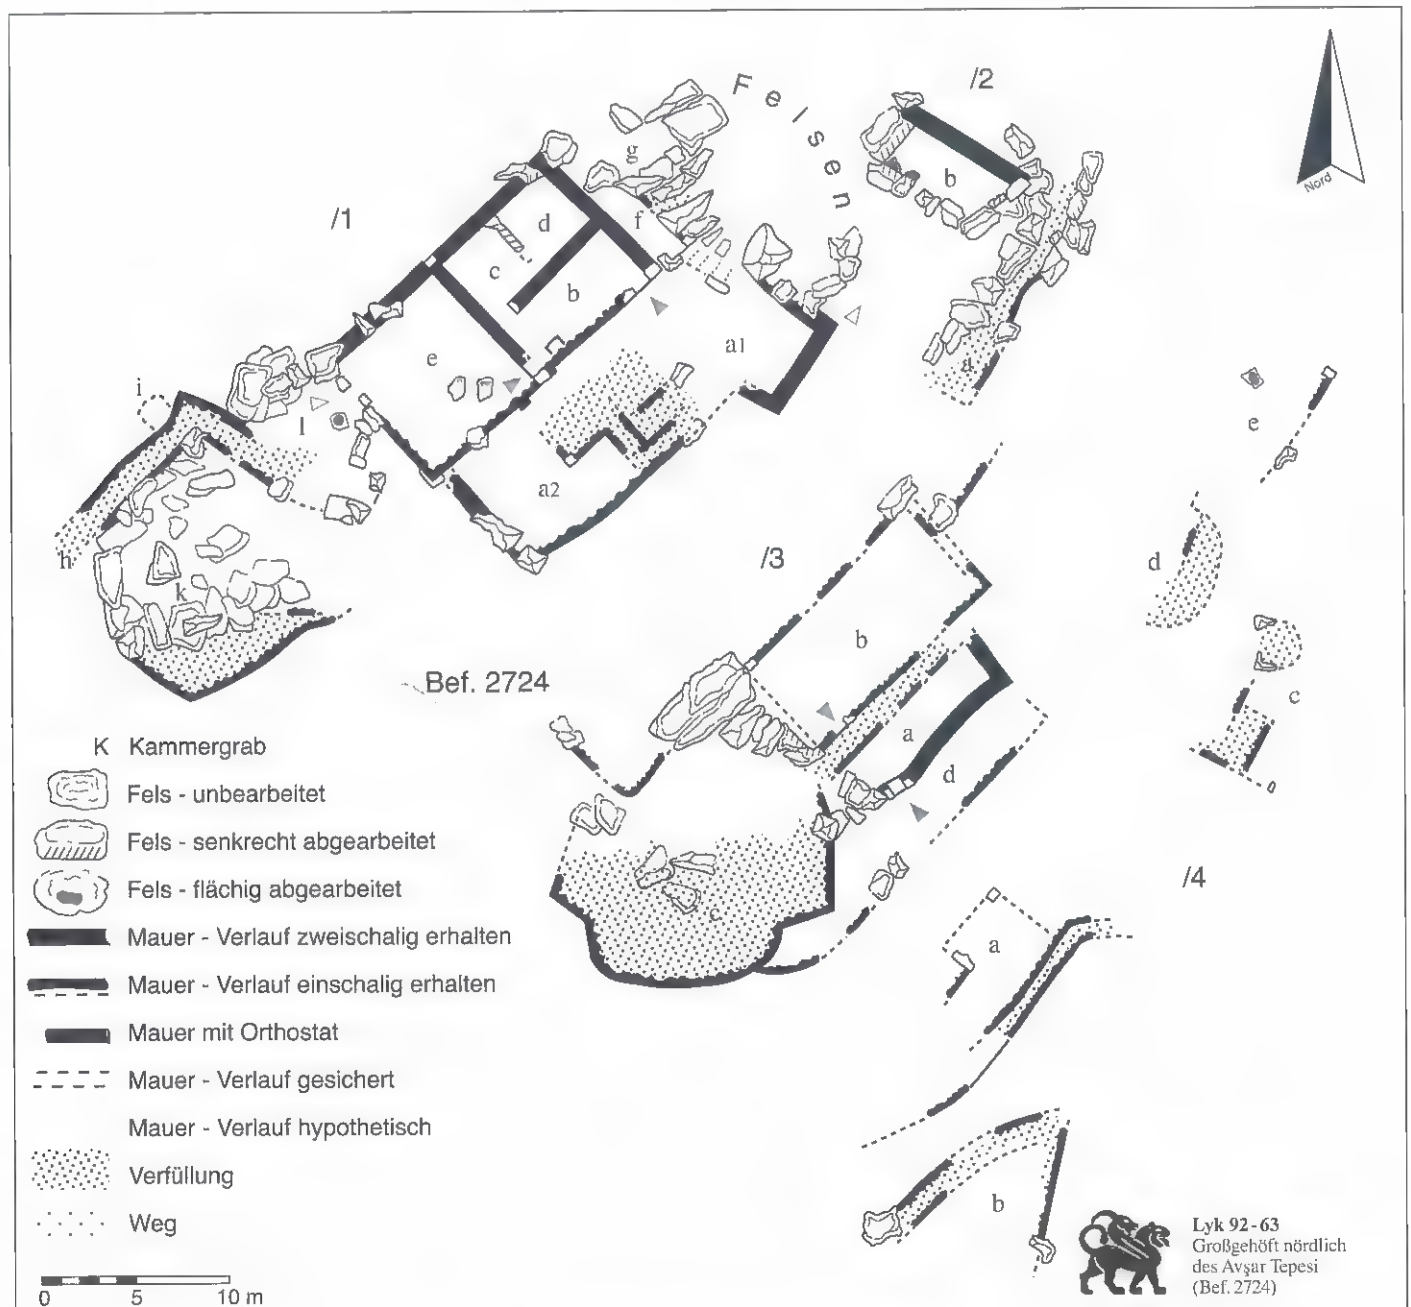 Felsen
/2
Nord
g
b
/1
d
f
c
b
a1
a
e
i
l
a2
e
h
k
/3
d
b
c
a
d
Bef. 2724
K Kammergrab
Fels - unbearbeitet
Fels - senkrecht abgearbeitet
Fels - flächig abgearbeitet
Mauer - Verlauf zweischalig erhalten
Mauer - Verlauf einschalig erhalten
Mauer mit Orthostat
Mauer - Verlauf gesichert
Mauer - Verlauf hypothetisch
Verfüllung
Weg
0 5 10 m
c
/4
a
b
Lyk 92-63
Großgehöft nördlich
des Avşar Tepesi
(Bef. 2724)